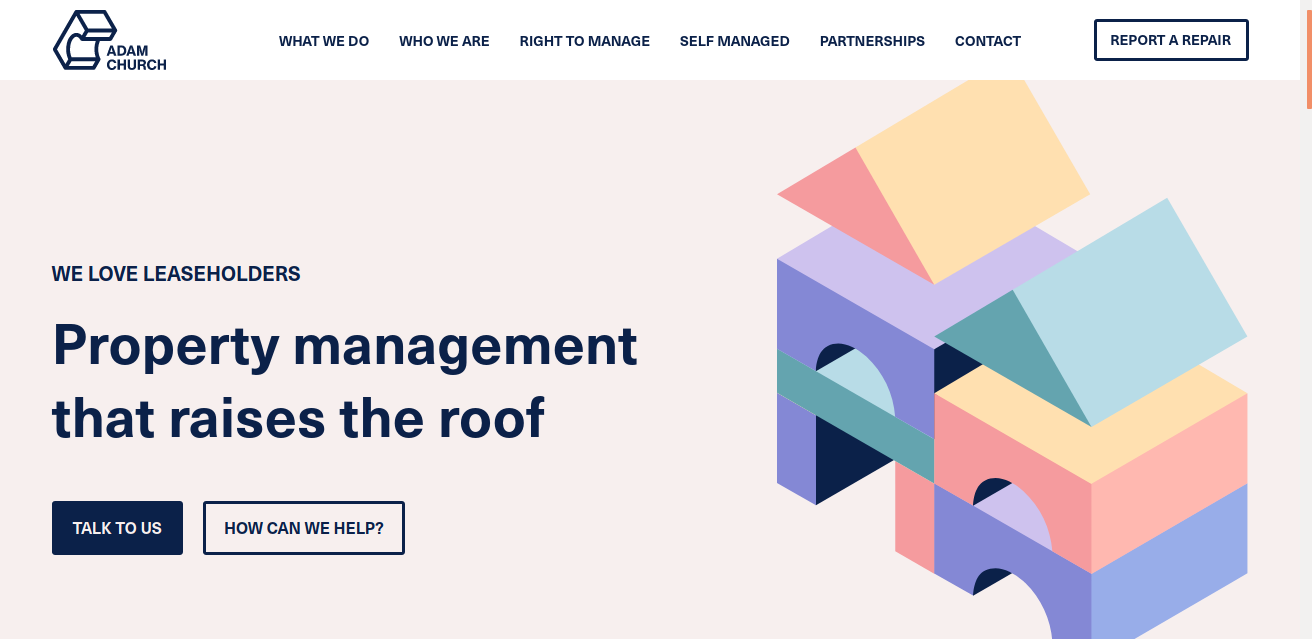 ADAM
CHURCH
WHAT WE DO
WHO WE ARE
RIGHT TO MANAGE
SELF MANAGED
PARTNERSHIPS
CONTACT
REPORT A REPAIR
WE LOVE LEASEHOLDERS
Property management
that raises the roof
TALK TO US
HOW CAN WE HELP?